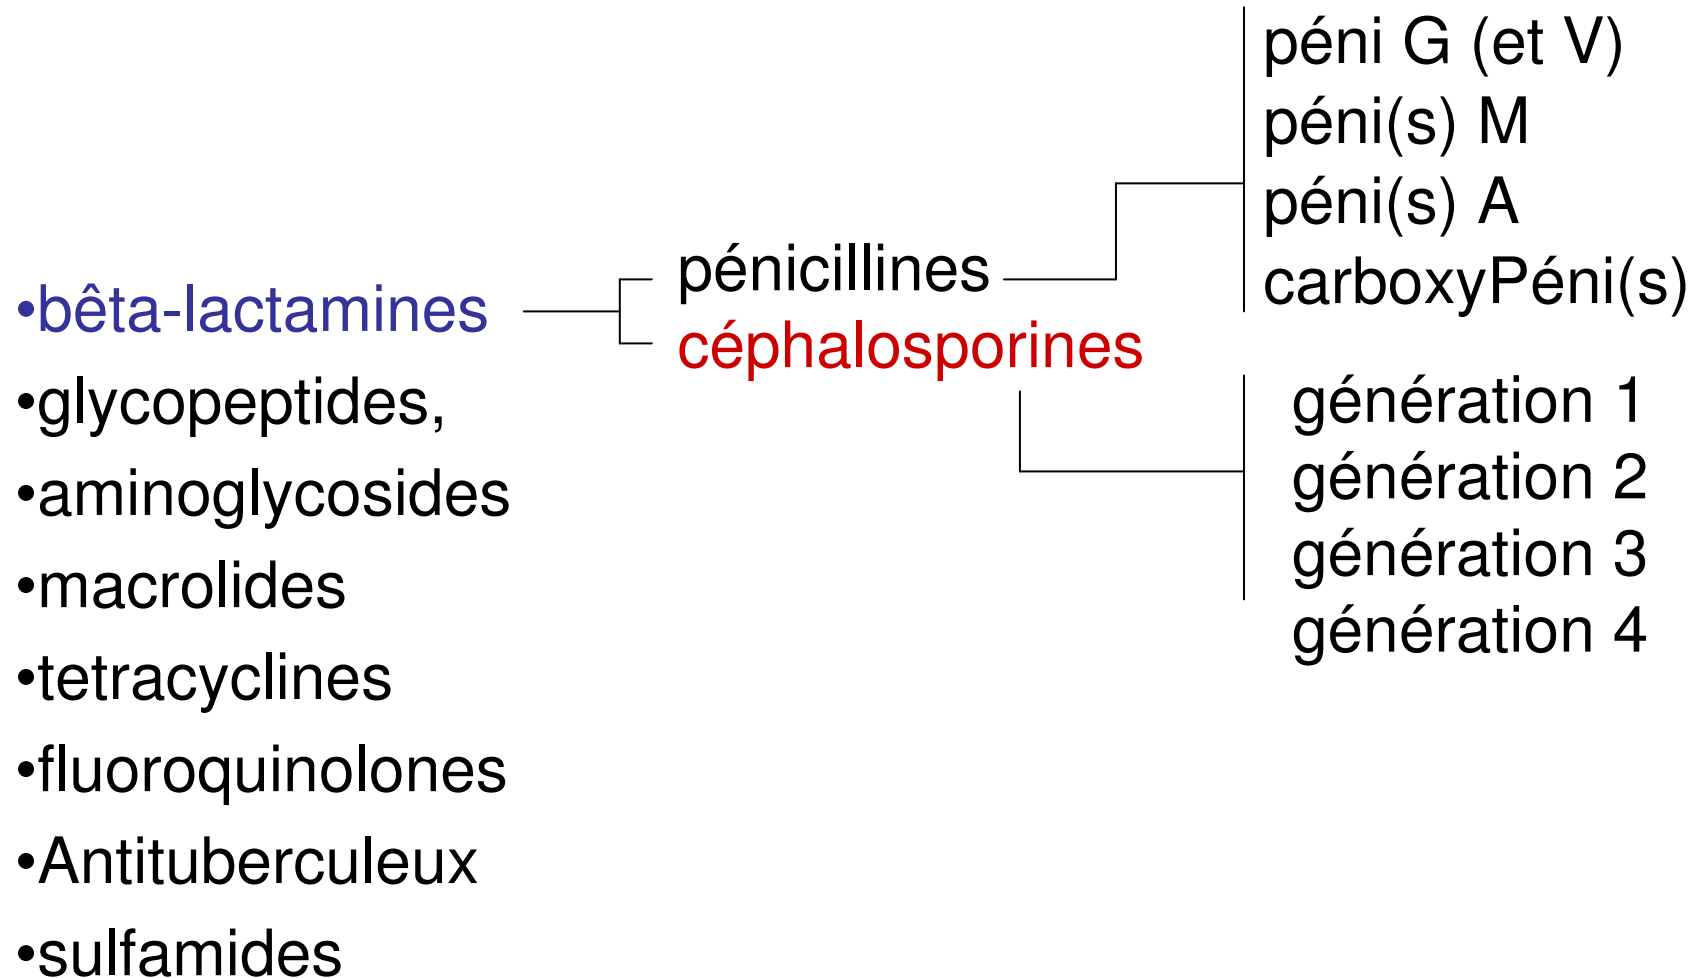 •bêta-lactamines
•glycopeptides,
•aminoglycosides
•macrolides
•tetracyclines
•fluoroquinolones
•Antituberculeux
•sulfamides
pénicillines
céphalosporines
péni G (et V)
péni(s) M
péni(s) A
carboxyPéni(s)
génération 1
génération 2
génération 3
génération 4